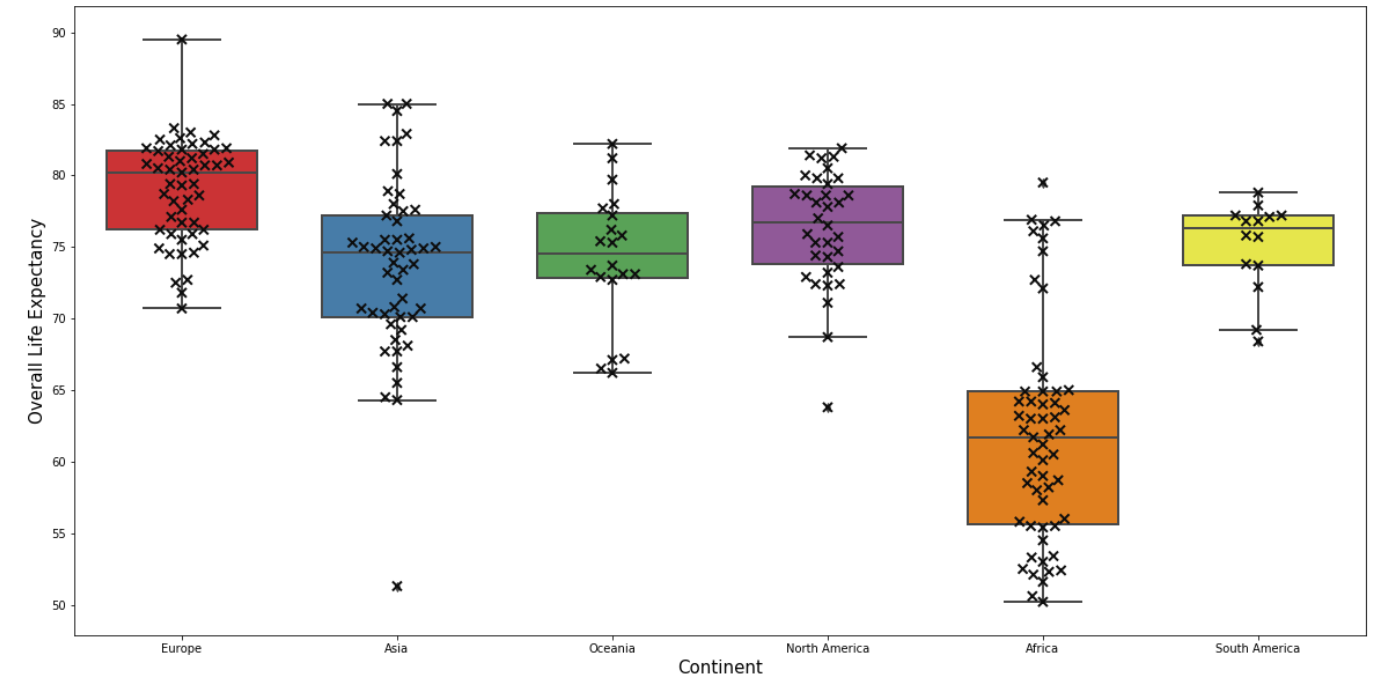 Overall Life Expectancy
90
85
80
75
70
65
60
55
50
Europe
Asia
Oceania
North America
Africa
South America
Continent